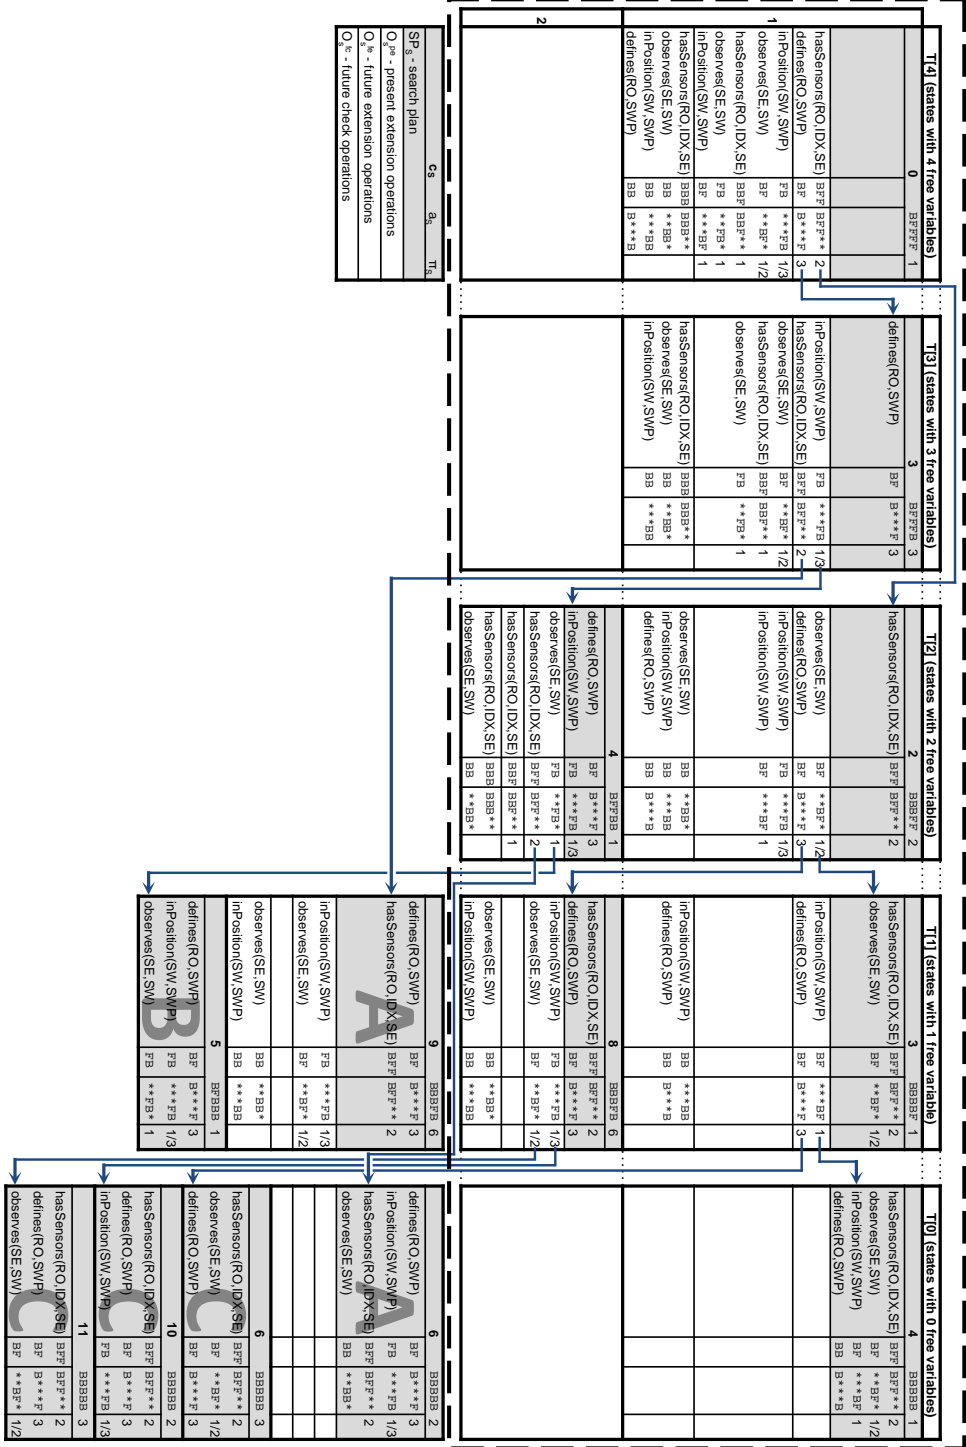 T[4] (states with 4 free variables)
1
0 BFFFF 1
hasSensors(RO,IDX,SE) BFF BFF** 2
defines(RO,SWP) BF B***F 3
inPosition(SW,SWP) FB ***FB 1/3
observes(SE,SW) BF **BF* 1/2
hasSensors(RO,IDX,SE) BBF BBF** 1
observes(SE,SW) FB **FB* 1
inPosition(SW,SWP) BF ***BF 1
hasSensors(RO,IDX,SE) BBB BBB**
observes(SE,SW) BB **BB*
inPosition(SW,SWP) BB ***BB
defines(RO,SWP) BB B***B
2
cs as πs
SPs - search plan
Os pe - present extension operations
Os fe - future extension operations
Os fc - future check operations
T[3] (states with 3 free variables)
3 BFFFB 3
defines(RO,SWP) BF B***F 3
inPosition(SW,SWP) FB ***FB 1/3
hasSensors(RO,IDX,SE) BFF BFF** 2
observes(SE,SW) BF **BF* 1/2
hasSensors(RO,IDX,SE) BBF BBF** 1
observes(SE,SW) FB **FB* 1
hasSensors(RO,IDX,SE) BBB BBB**
observes(SE,SW) BB **BB*
inPosition(SW,SWP) BB ***BB
T[2] (states with 2 free variables)
2 BBBFF 2
hasSensors(RO,IDX,SE) BFF BFF** 2
observes(SE,SW) BF **BF* 1/2
defines(RO,SWP) BF B***F 3
inPosition(SW,SWP) FB ***FB 1/3
inPosition(SW,SWP) BF ***BF 1
observes(SE,SW) BB **BB*
inPosition(SW,SWP) BB ***BB
defines(RO,SWP) BB B***B
4 BFFBB 1
defines(RO,SWP) BF B***F 3
inPosition(SW,SWP) FB ***FB 1/3
observes(SE,SW) FB **FB* 1
hasSensors(RO,IDX,SE) BFF BFF** 2
hasSensors(RO,IDX,SE) BBF BBF** 1
hasSensors(RO,IDX,SE) BBB BBB**
observes(SE,SW) BB **BB*
T[1] (states with 1 free variable)
3 BBBBF 1
hasSensors(RO,IDX,SE) BFF BFF** 2
observes(SE,SW) BF **BF* 1/2
inPosition(SW,SWP) BF ***BF 1
defines(RO,SWP) BF B***F 3
inPosition(SW,SWP) BB ***BB
defines(RO,SWP) BB B***B
8 BBBFB 6
hasSensors(RO,IDX,SE) BFF BFF** 2
defines(RO,SWP) BF B***F 3
inPosition(SW,SWP) FB ***FB 1/3
observes(SE,SW) BF **BF* 1/2
observes(SE,SW) BB **BB*
inPosition(SW,SWP) BB ***BB
9 BBBFB 6
defines(RO,SWP) BF B***F 3
hasSensors(RO,IDX,SE) BFF BFF** 2
A
inPosition(SW,SWP) FB ***FB 1/3
observes(SE,SW) BF **BF* 1/2
observes(SE,SW) BB **BB*
inPosition(SW,SWP) BB ***BB
5 BFBBB 1
defines(RO,SWP) BF B***F 3
inPosition(SW,SWP) FB ***FB 1/3
observes(SE,SW) FB **FB* 1
B
T[0] (states with 0 free variables)
4 BBBBB 1
hasSensors(RO,IDX,SE) BFF BFF** 2
observes(SE,SW) BF **BF* 1/2
inPosition(SW,SWP) BF ***BF 1
defines(RO,SWP) BB B***B
6 BBBBB 2
defines(RO,SWP) BF B***F 3
inPosition(SW,SWP) FB ***FB 1/3
hasSensors(RO,IDX,SE) BFF BFF** 2
observes(SE,SW) BB **BB*
A
6 BBBBB 3
hasSensors(RO,IDX,SE) BFF BFF** 2
observes(SE,SW) BF **BF* 1/2
defines(RO,SWP) BF B***F 3
C
10 BBBBB 2
hasSensors(RO,IDX,SE) BFF BFF** 2
defines(RO,SWP) BF B***F 3
inPosition(SW,SWP) FB ***FB 1/3
C
11 BBBBB 3
hasSensors(RO,IDX,SE) BFF BFF** 2
defines(RO,SWP) BF B***F 3
observes(SE,SW) BF **BF* 1/2
C